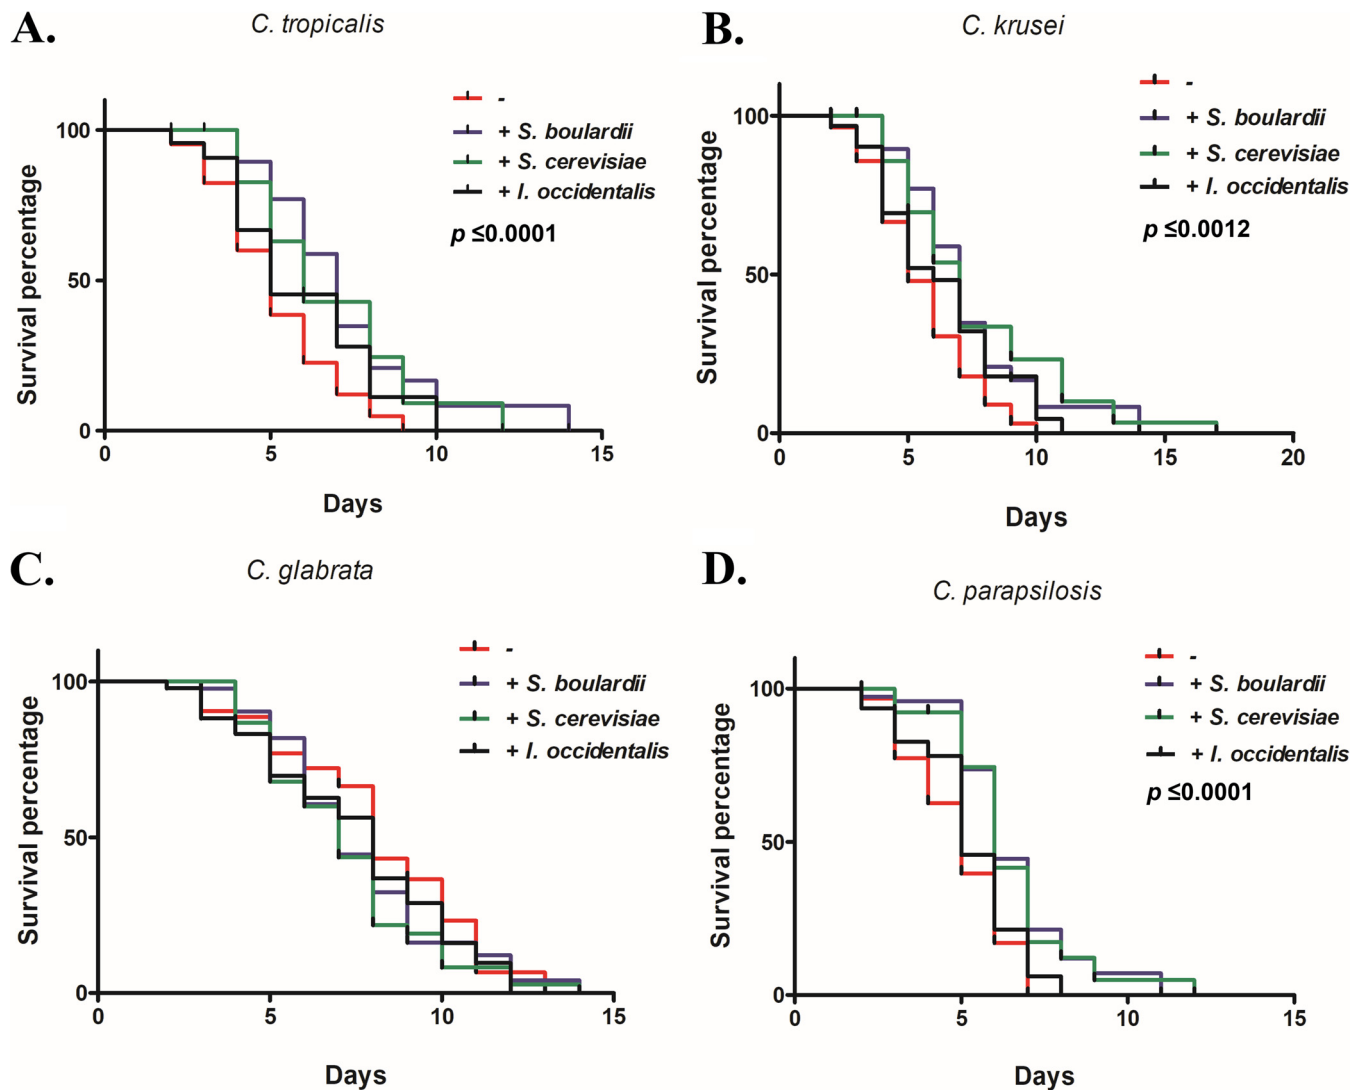 A.
C. tropicalis
-
+ S. boulardii
+ S. cerevisiae
+ I. occidentalis
p ≤0.0001
Survival percentage
100
50
0
0 5 10 15
Days
B.
C. krusei
-
+ S. boulardii
+ S. cerevisiae
+ I. occidentalis
p ≤0.0012
Survival percentage
100
50
0
0 5 10 15 20
Days
C.
C. glabrata
-
+ S. boulardii
+ S. cerevisiae
+ I. occidentalis
Survival percentage
100
50
0
0 5 10 15
Days
D.
C. parapsilosis
-
+ S. boulardii
+ S. cerevisiae
+ I. occidentalis
p ≤0.0001
Survival percentage
100
50
0
0 5 10 15
Days